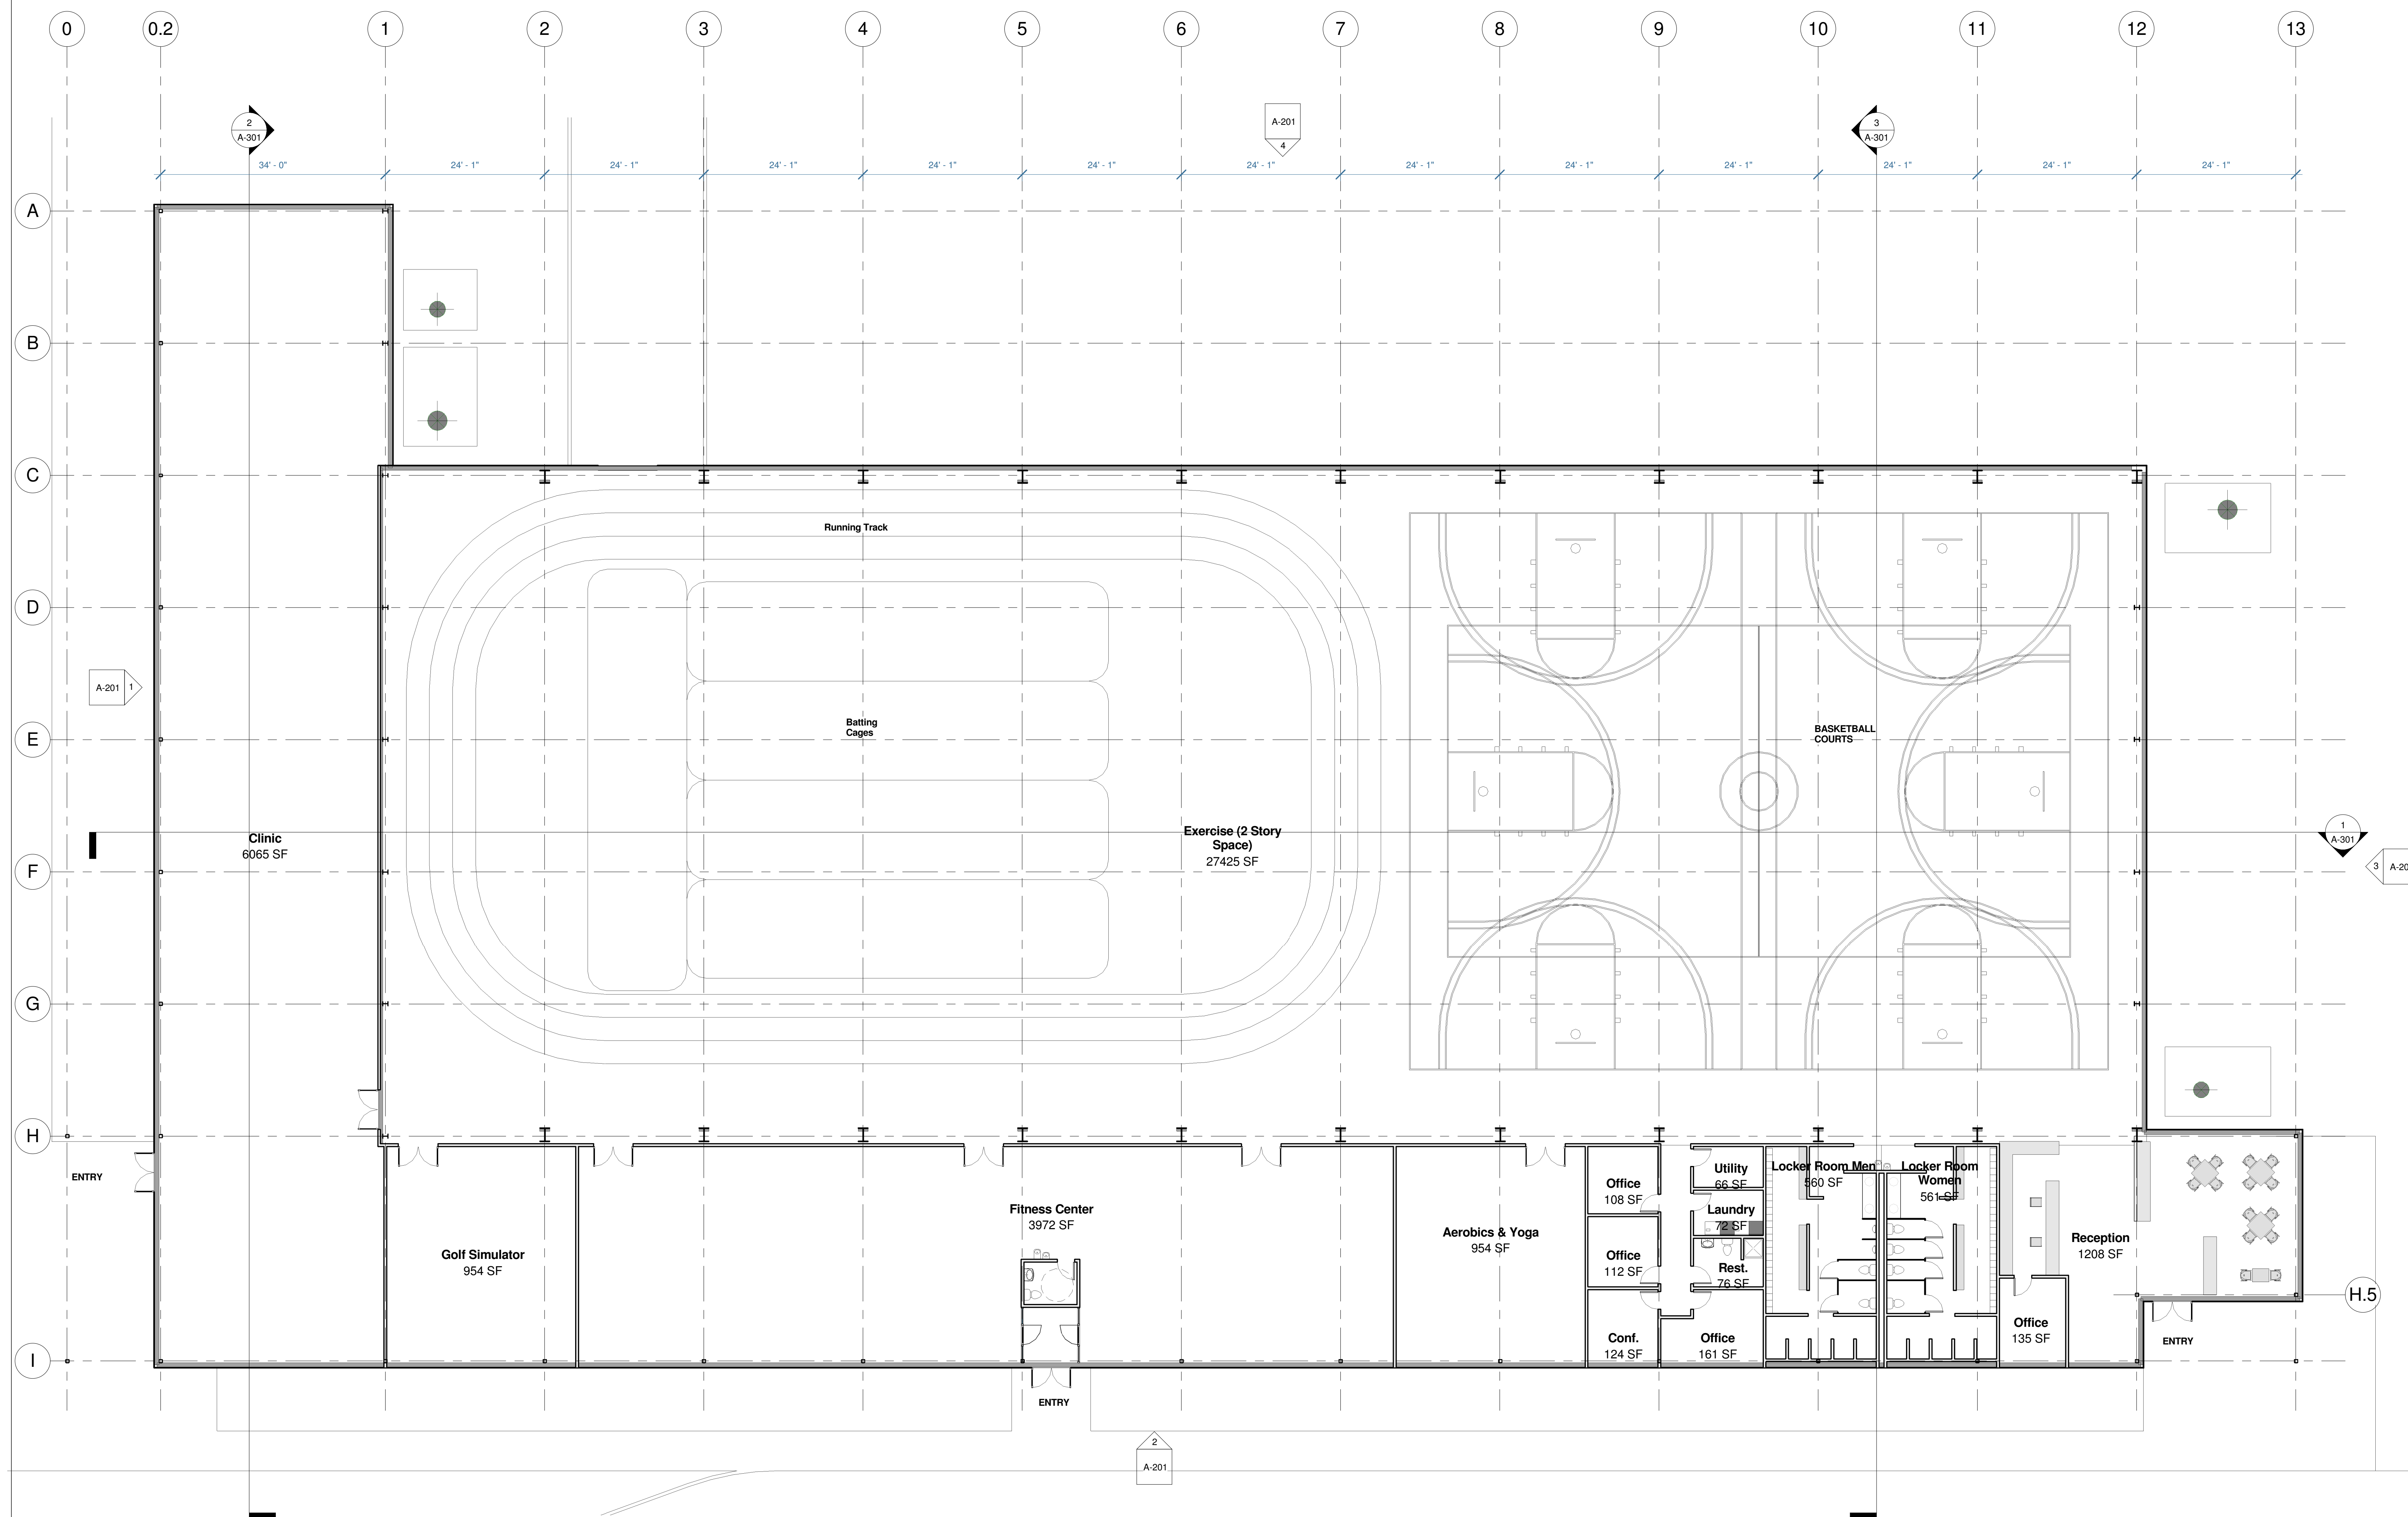 0 0.2 1 2 3 4 5 6 7 8 9 10 11 12 13
2
A-301
A-201
4
3
A-301
34' - 0" 24' - 1" 24' - 1" 24' - 1" 24' - 1" 24' - 1" 24' - 1" 24' - 1" 24' - 1" 24' - 1" 24' - 1" 24' - 1" 24' - 1"
A
B
C
Running Track
D
A-201 1
Batting
Cages
BASKETBALL
COURTS
E
Clinic
6065 SF
Exercise (2 Story
Space)
27425 SF
1
A-301
F
3
G
H
ENTRY
Golf Simulator
954 SF
Fitness Center
3972 SF
Aerobics & Yoga
954 SF
Office
108 SF
Office
112 SF
Conf.
124 SF
Utility
66 SF
Laundry
72 SF
Rest.
76 SF
Office
161 SF
Locker Room Men
560 SF
Locker Room
Women
561 SF
Office
135 SF
Reception
1208 SF
H.5
ENTRY
I
ENTRY
2
A-201